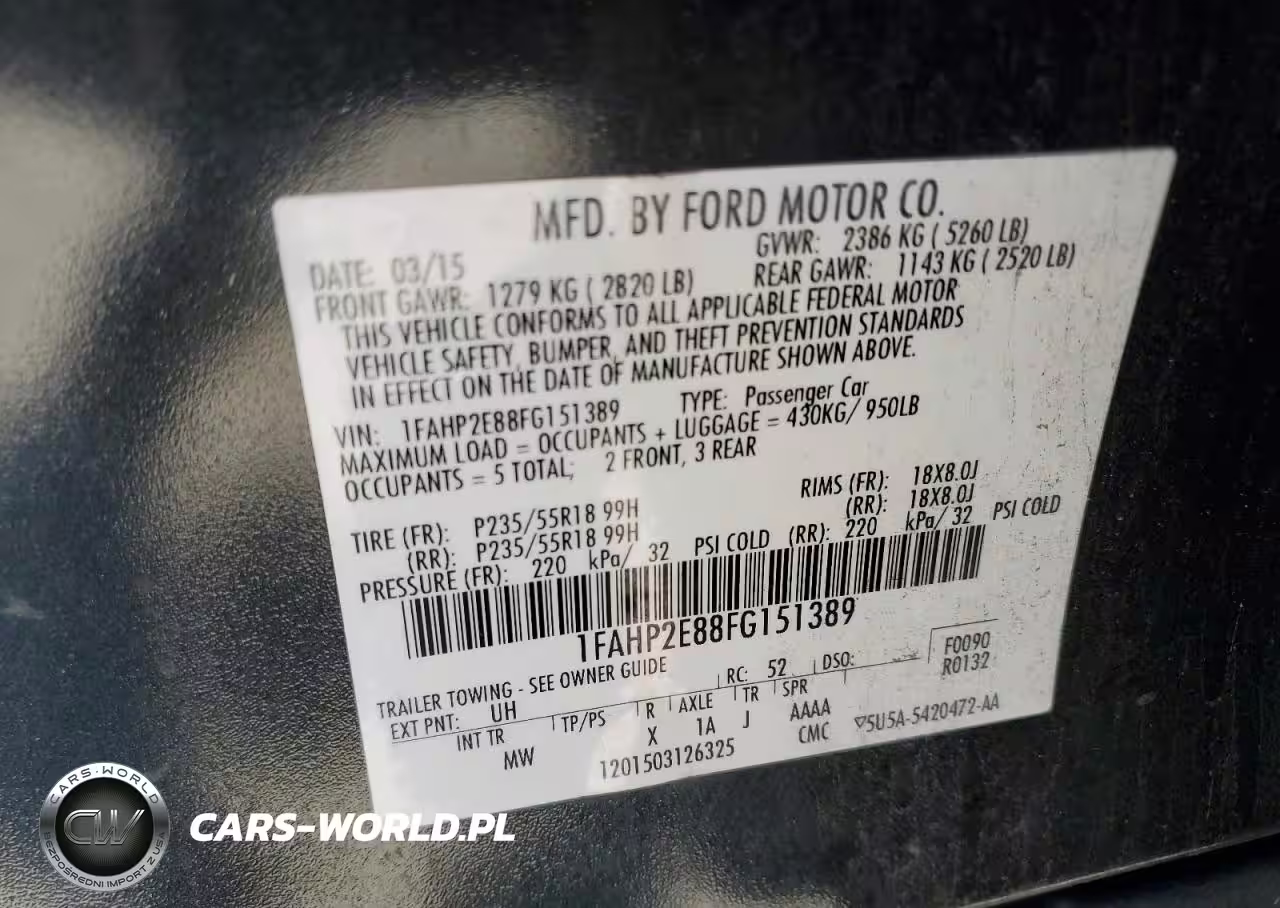 MFD. BY FORD MOTOR CO.
DATE: 03/15 GVWR: 2386 KG ( 5260 LB)
FRONT GAWR: 1279 KG ( 2820 LB) REAR GAWR: 1143 KG ( 2520 LB)
THIS VEHICLE CONFORMS TO ALL APPLICABLE FEDERAL MOTOR
VEHICLE SAFETY, BUMPER, AND THEFT PREVENTION STANDARDS
IN EFFECT ON THE DATE OF MANUFACTURE SHOWN ABOVE.
VIN: 1FAHP2E88FG151389 TYPE: Passenger Car
MAXIMUM LOAD = OCCUPANTS + LUGGAGE = 430KG/ 950LB
OCCUPANTS = 5 TOTAL; 2 FRONT, 3 REAR
TIRE (FR): P235/55R18 99H RIMS (FR): 18X8.0J
(RR): P235/55R18 99H (RR): 18X8.0J
PRESSURE (FR): 220 kPa/ 32 PSI COLD (RR): 220 kPa/ 32 PSI COLD
1FAHP2E88FG151389
TRAILER TOWING - SEE OWNER GUIDE
EXT PNT: UH RC: 52 DSO: F0090
R0132
INT TR TP/PS R AXLE TR SPR
MW X 1A J AAAA
CMC
1201503126325 5U5A-5420472-AA
CARS-WORLD
CW
BEZPOŚREDNI IMPORT Z USA
CARS-WORLD.PL